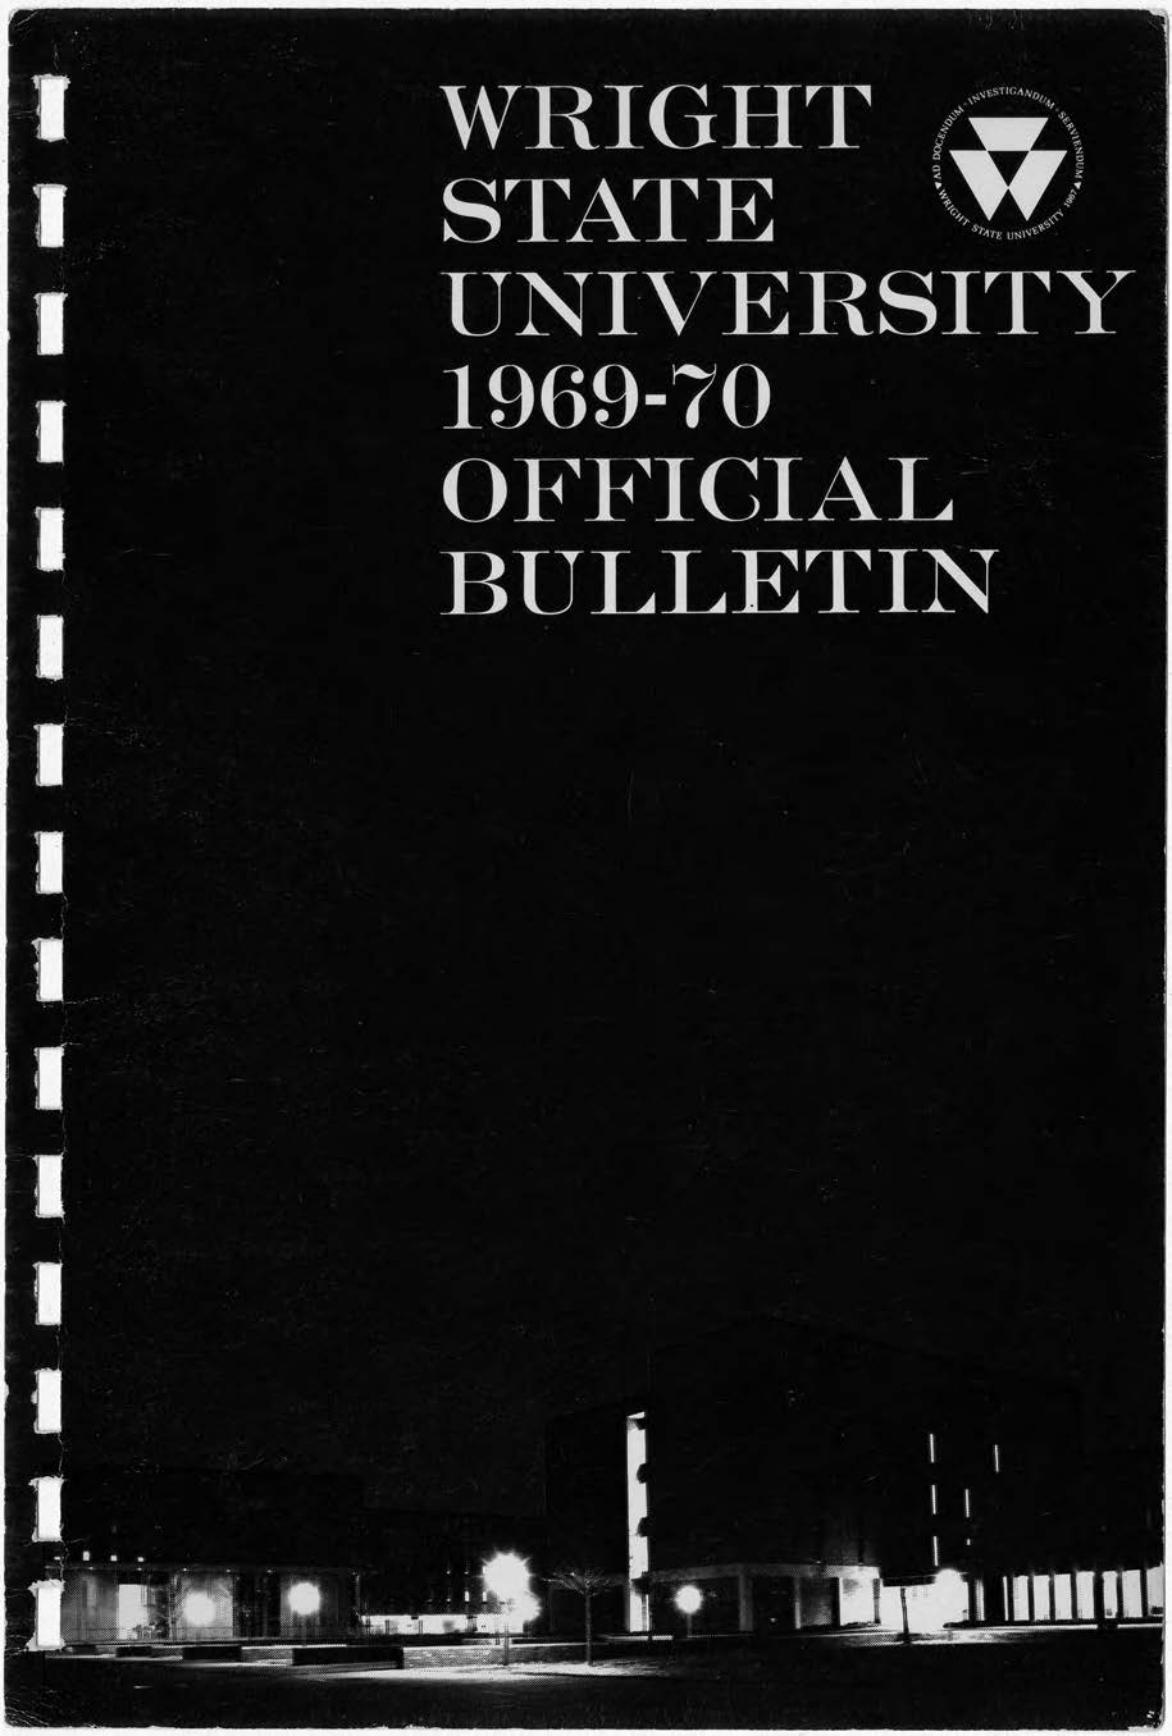 WRIGHT
STATE
UNIVERSITY
1969-70
OFFICIAL
BULLETIN
AD DOCENDUM · INVESTIGANDUM · SERVIENDUM
WRIGHT STATE UNIVERSITY 1967